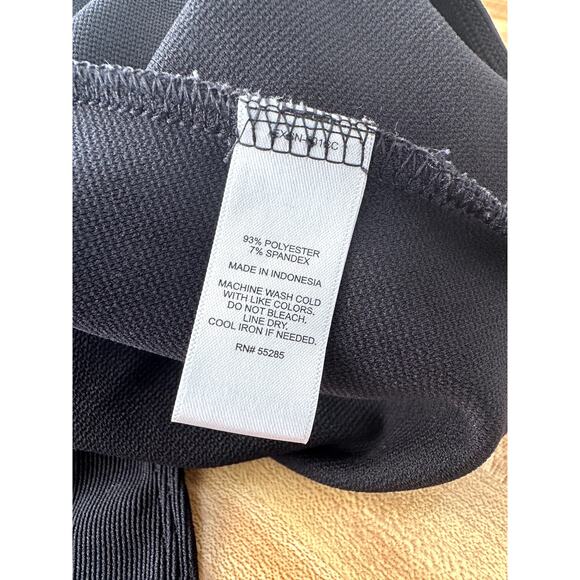 93% POLYESTER
7% SPANDEX
MADE IN INDONESIA
MACHINE WASH COLD
WITH LIKE COLORS.
DO NOT BLEACH.
LINE DRY.
COOL IRON IF NEEDED.
RN# 55285